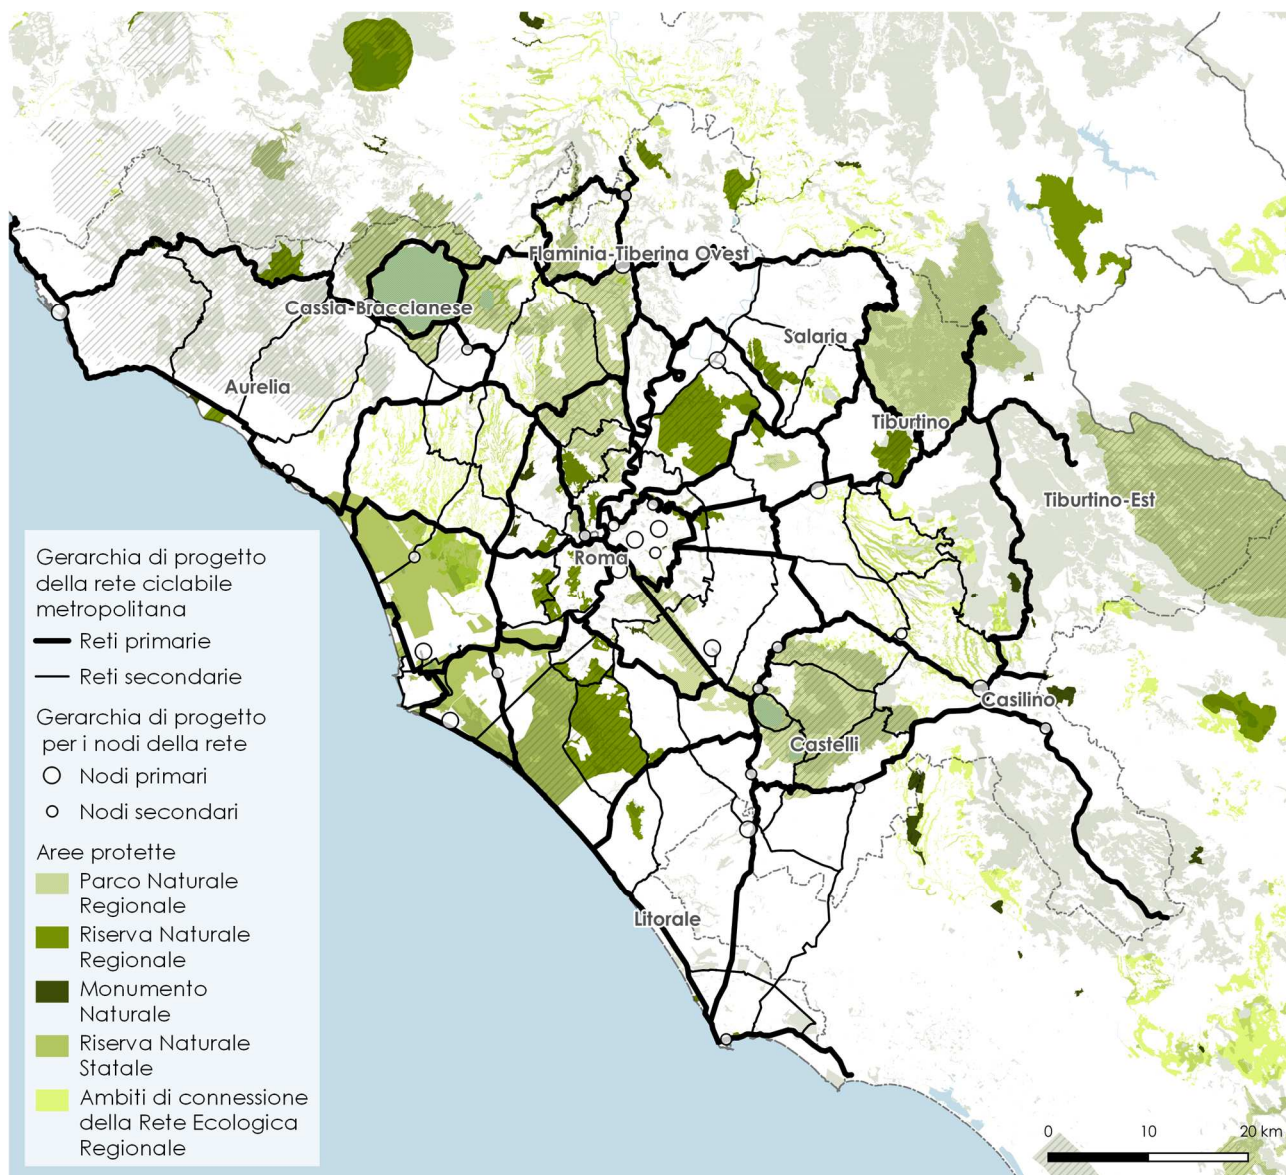 Flaminia-Tiberina Ovest
Cassia-Braccianese
Salaria
Aurelia
Tiburtino
Tiburtino-Est
Roma
Casilino
Castelli
Litorale
Gerarchia di progetto
della rete ciclabile
metropolitana
Reti primarie
Reti secondarie
Gerarchia di progetto
per i nodi della rete
Nodi primari
Nodi secondari
Aree protette
Parco Naturale
Regionale
Riserva Naturale
Regionale
Monumento
Naturale
Riserva Naturale
Statale
Ambiti di connessione
della Rete Ecologica
Regionale
0 10 20 km